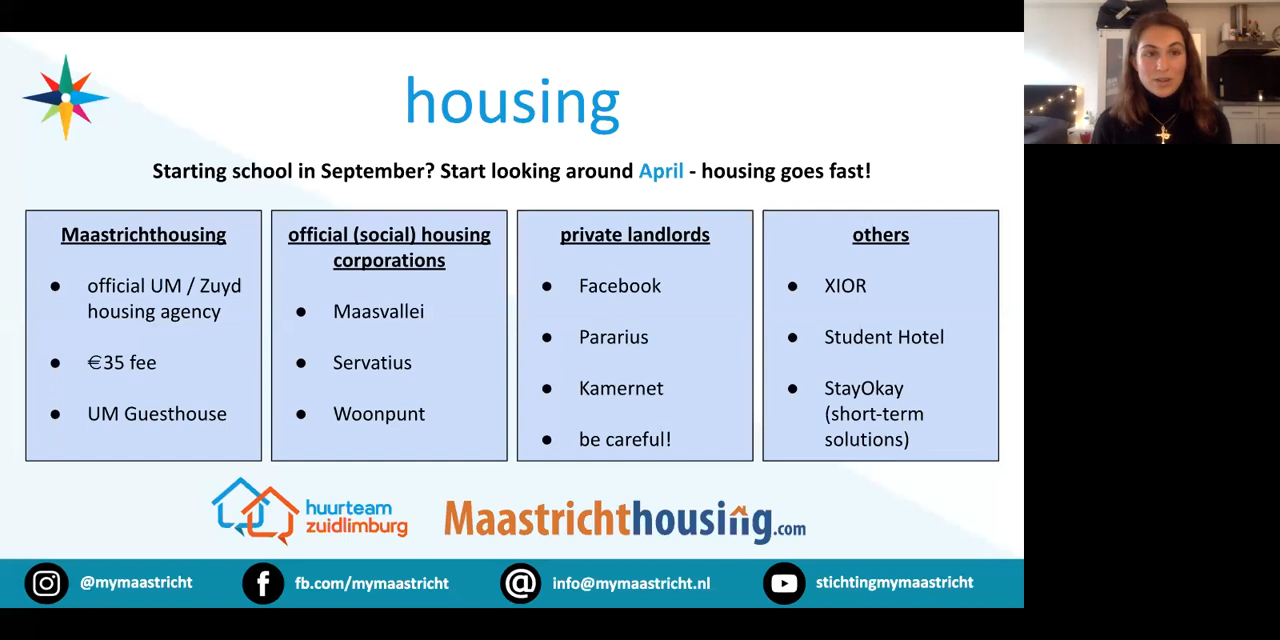 housing
Starting school in September? Start looking around April - housing goes fast!
Maastrichthousing
● official UM / Zuyd
housing agency
● €35 fee
● UM Guesthouse
official (social) housing
corporations
● Maasvallei
● Servatius
● Woonpunt
private landlords
● Facebook
● Pararius
● Kamernet
● be careful!
others
● XIOR
● Student Hotel
● StayOkay
(short-term
solutions)
huurteam
zuidlimburg
Maastrichthousing.com
@mymaastricht
fb.com/mymaastricht
info@mymaastricht.nl
stichtingmymaastricht